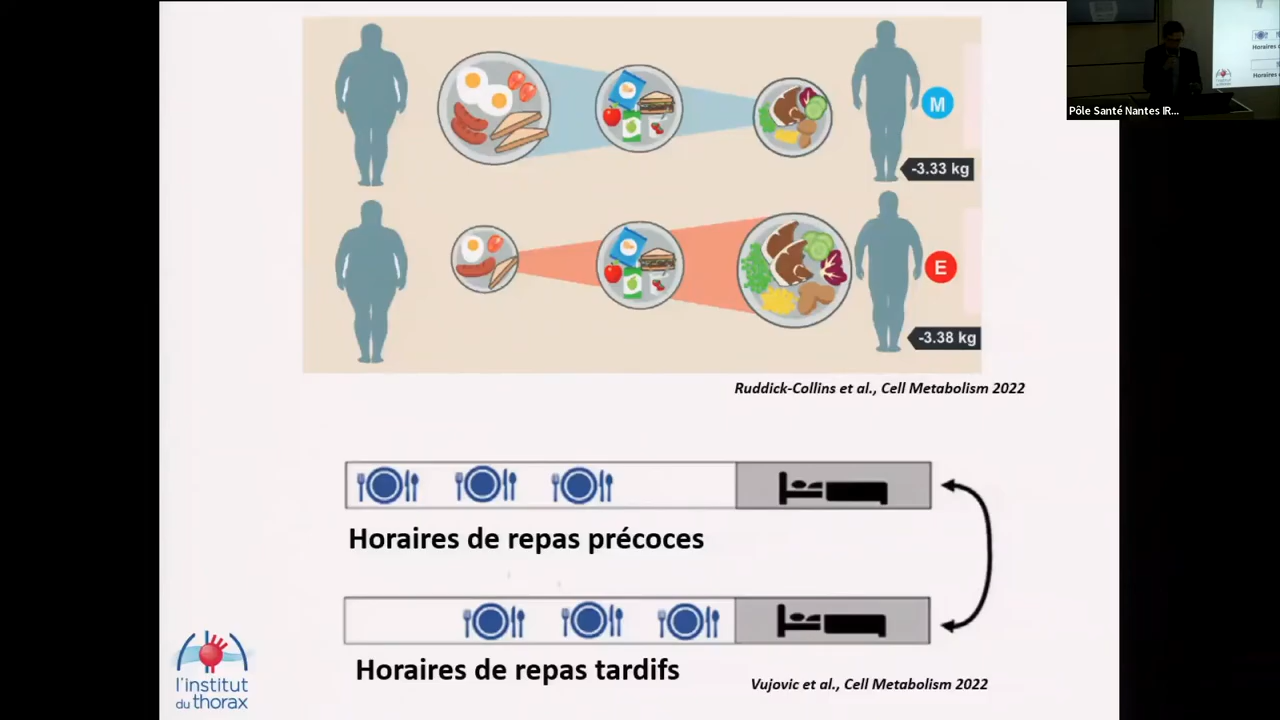 M
-3.33 kg
E
-3.38 kg
Ruddick-Collins et al., Cell Metabolism 2022
Horaires de repas précoces
Horaires de repas tardifs
Vujovic et al., Cell Metabolism 2022
l'institut
du thorax
Pôle Santé Nantes IR...